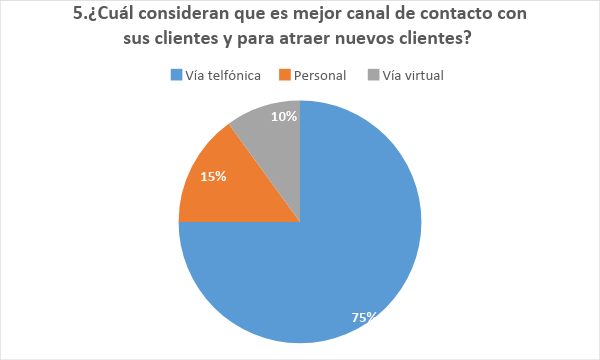 5.¿Cuál consideran que es mejor canal de contacto con
sus clientes y para atraer nuevos clientes?
Vía telfónica Personal Vía virtual
10%
15%
75%